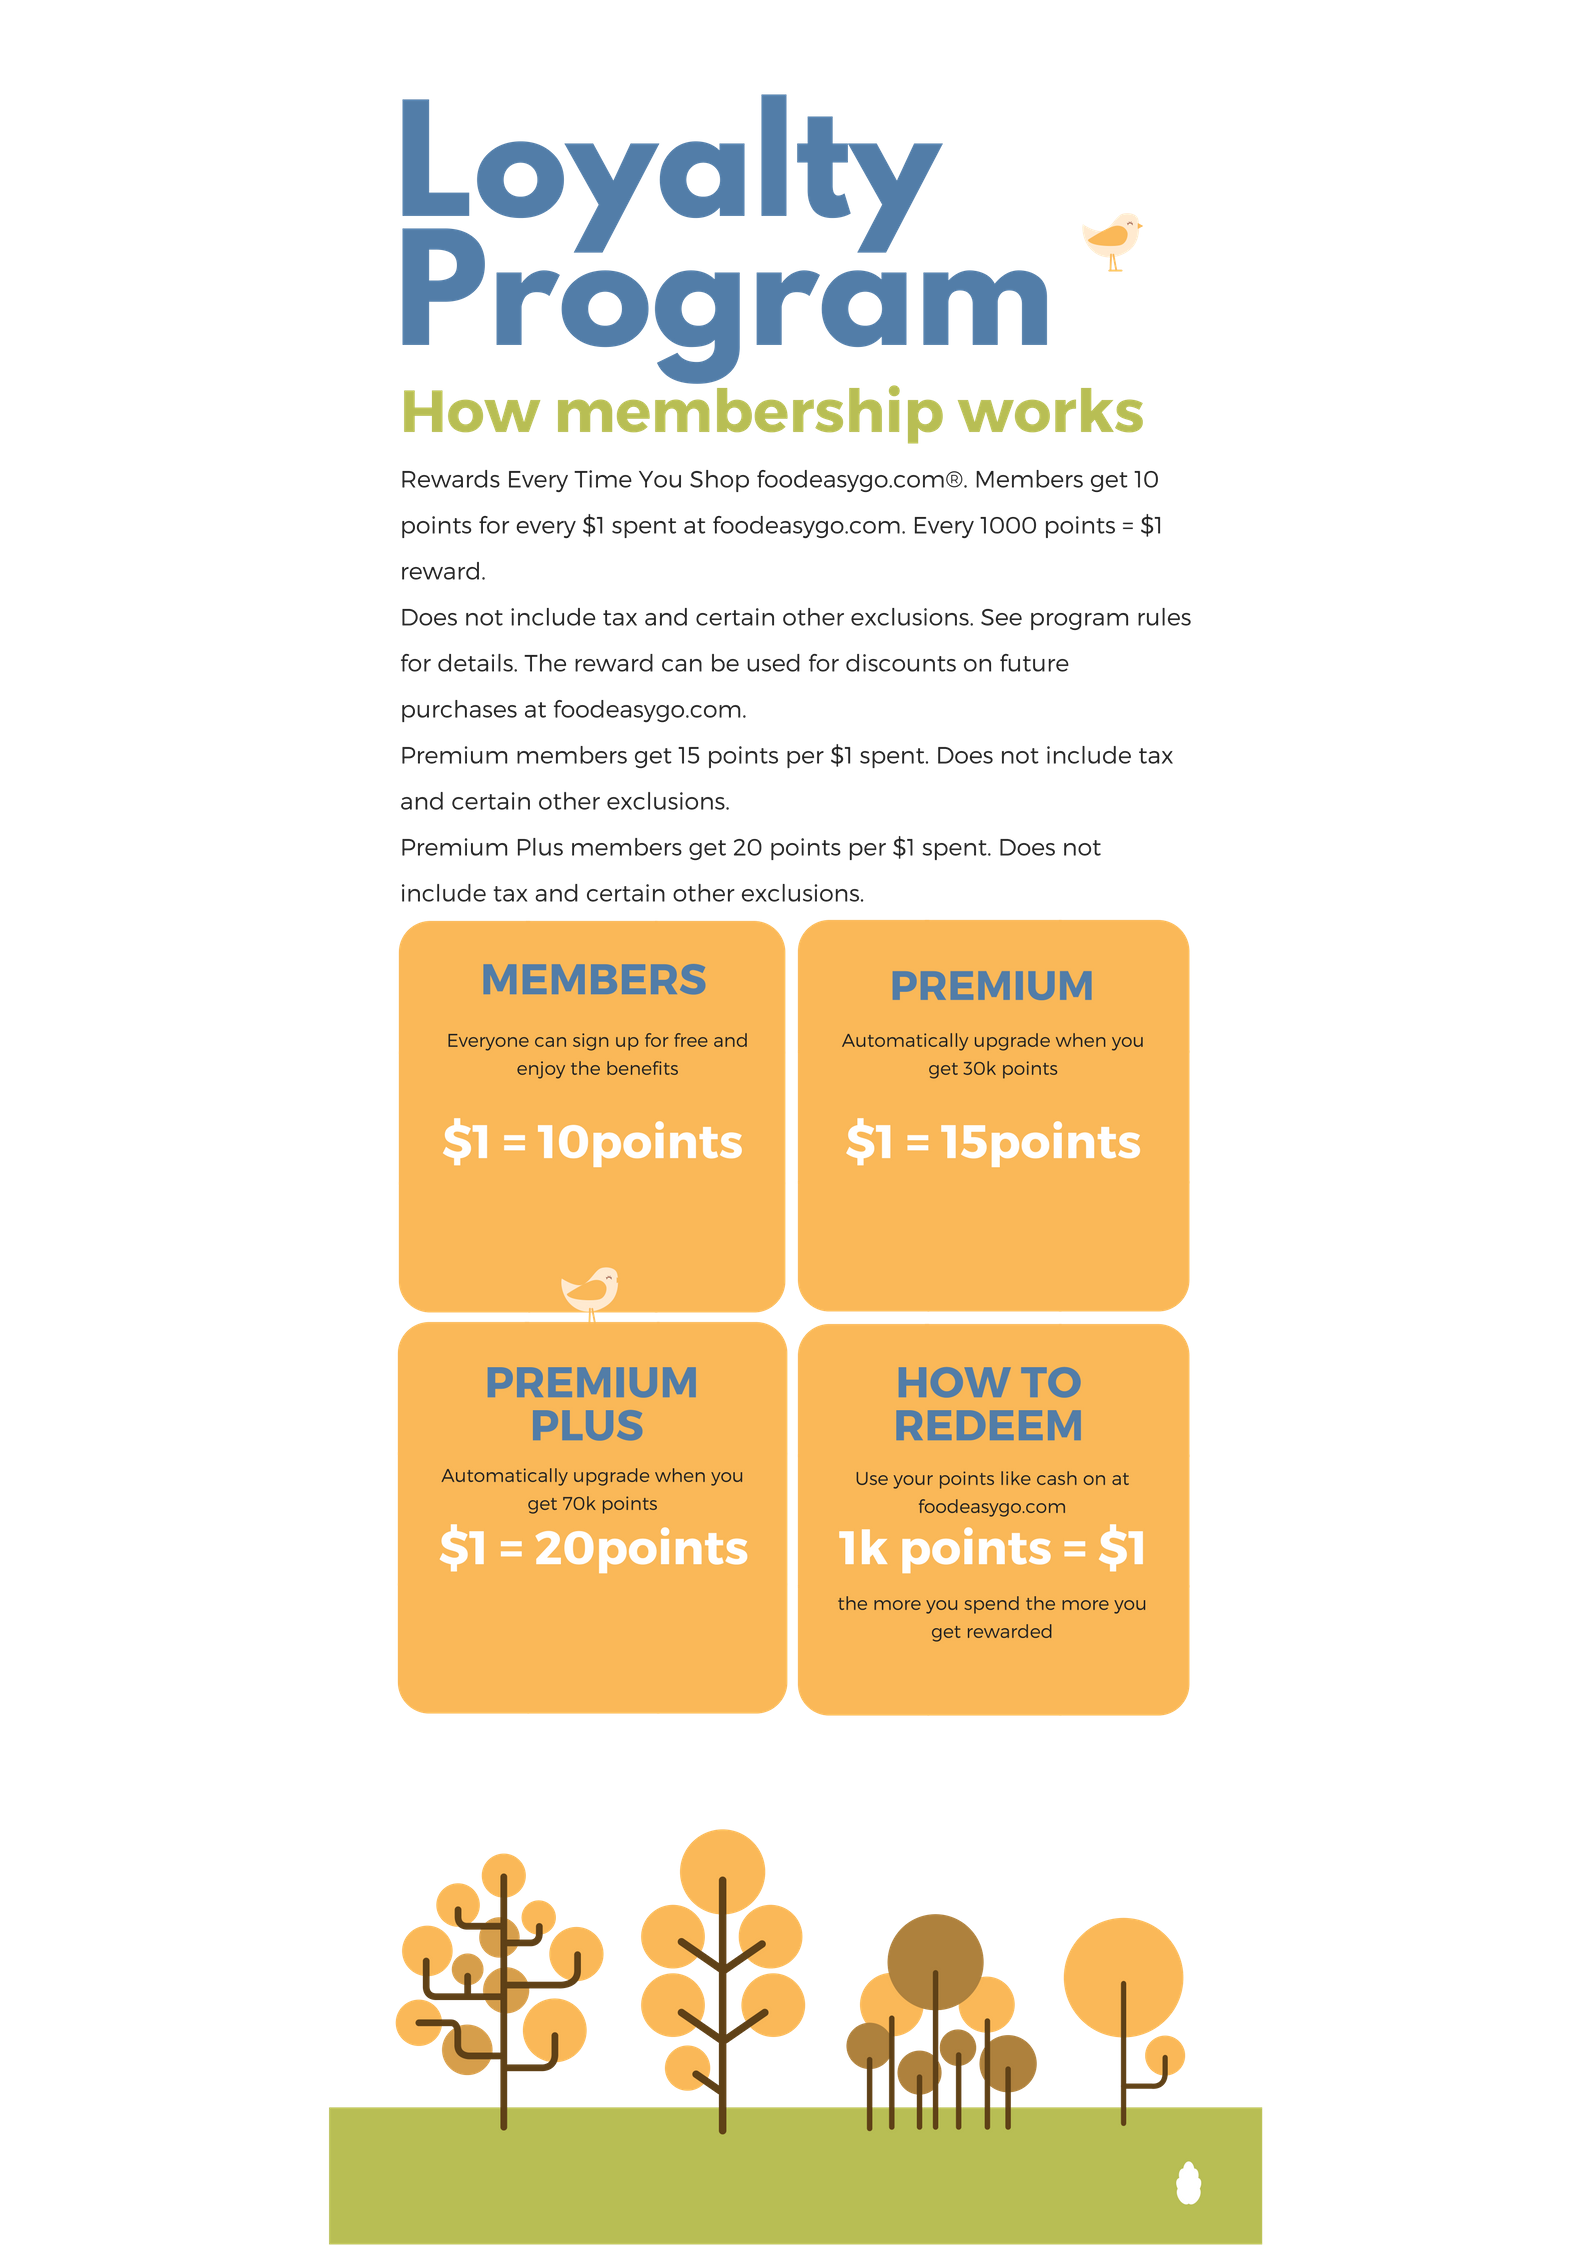 Loyalty
Program
How membership works
Rewards Every Time You Shop foodeasygo.com®. Members get 10
points for every $1 spent at foodeasygo.com. Every 1000 points = $1
reward.
Does not include tax and certain other exclusions. See program rules
for details. The reward can be used for discounts on future
purchases at foodeasygo.com.
Premium members get 15 points per $1 spent. Does not include tax
and certain other exclusions.
Premium Plus members get 20 points per $1 spent. Does not
include tax and certain other exclusions.
MEMBERS
Everyone can sign up for free and
enjoy the benefits
$1 = 10points
PREMIUM
Automatically upgrade when you
get 30k points
$1 = 15points
PREMIUM
PLUS
Automatically upgrade when you
get 70k points
$1 = 20points
HOW TO
REDEEM
Use your points like cash on at
foodeasygo.com
1k points = $1
the more you spend the more you
get rewarded